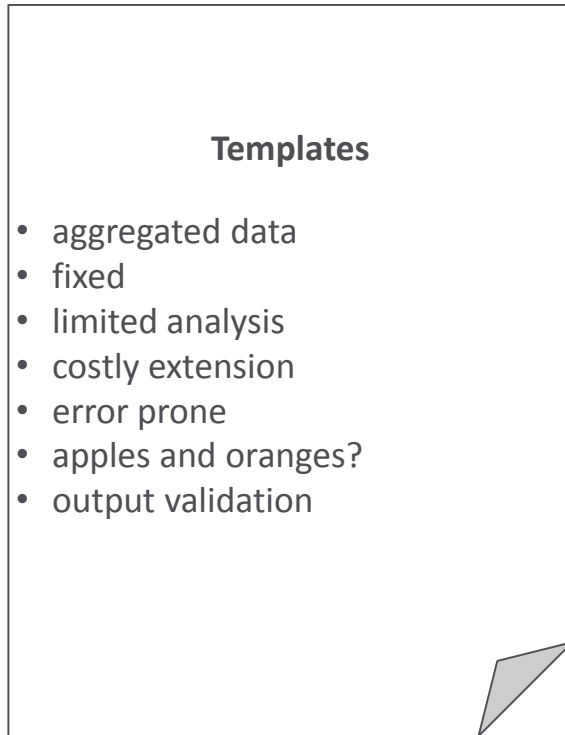 Templates
• aggregated data
• fixed
• limited analysis
• costly extension
• error prone
• apples and oranges?
• output validation